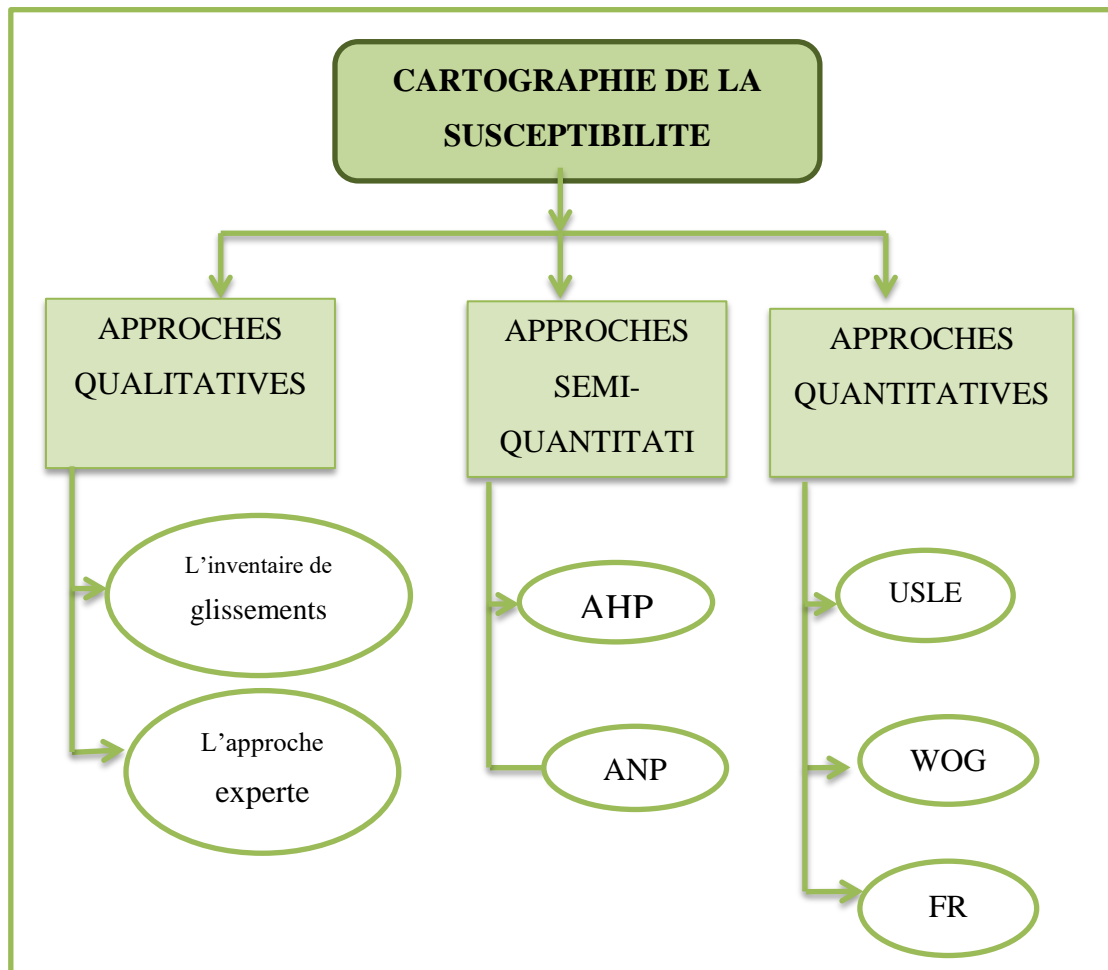 CARTOGRAPHIE DE LA
SUSCEPTIBILITE
APPROCHES
QUALITATIVES
APPROCHES
SEMI-
QUANTITATI
APPROCHES
QUANTITATIVES
L’inventaire de
glissements
L’approche
experte
AHP
ANP
USLE
WOG
FR